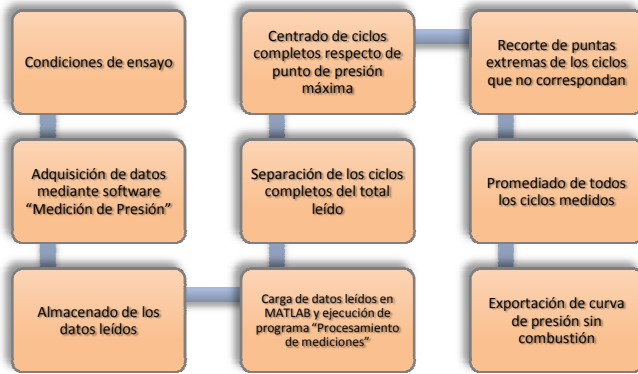 Condiciones de ensayo
Adquisición de datos
mediante software
“Medición de Presión”
Almacenado de los
datos leídos
Carga de datos leídos en
MATLAB y ejecución de
programa “Procesamiento
de mediciones”
Separación de los ciclos
completos del total
leído
Centrado de ciclos
completos respecto de
punto de presión
máxima
Recorte de puntas
extremas de los ciclos
que no correspondan
Promediado de todos
los ciclos medidos
Exportación de curva
de presión sin
combustión